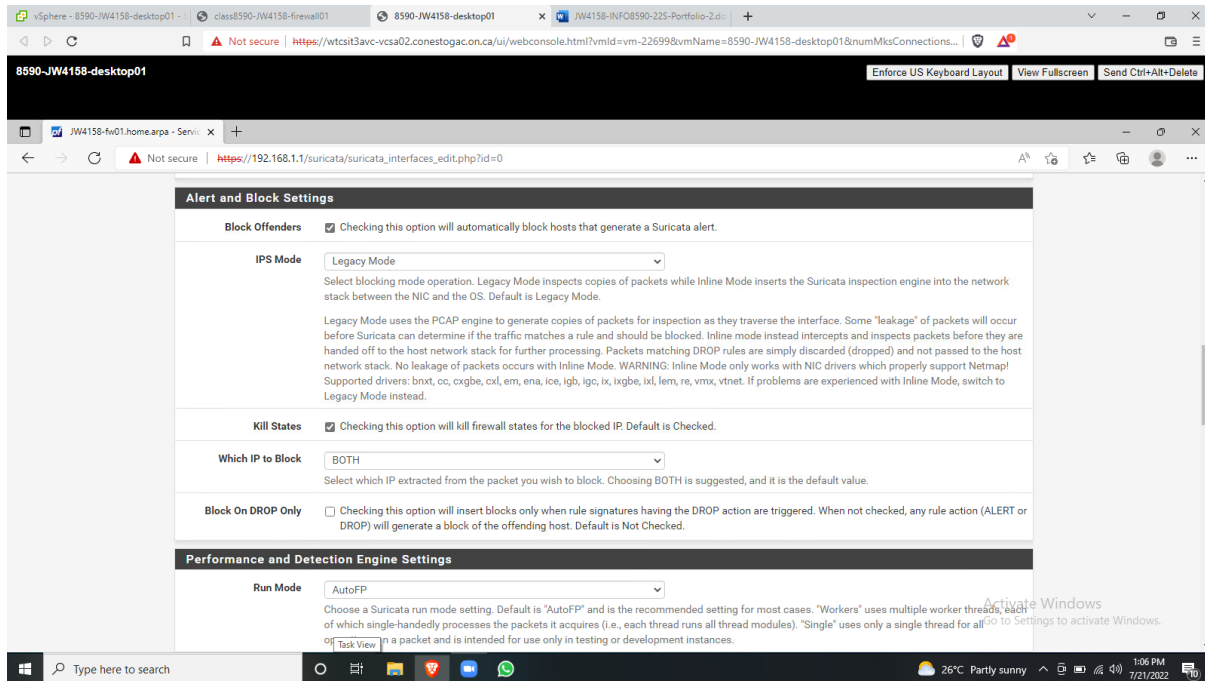 vSphere - 8590-JW4158-desktop01 -
class8590-JW4158-firewall01
8590-JW4158-desktop01
JW4158-INFO8590-22S-Portfolio-2.do
Not secure
https://wtcsit3avc-vcsa02.conestogac.on.ca/ui/webconsole.html?vmId=vm-22699&vmName=8590-JW4158-desktop01&numMksConnections...
8590-JW4158-desktop01
Enforce US Keyboard Layout
View Fullscreen
Send Ctrl+Alt+Delete
JW4158-fw01.home.arpa - Servic
Not secure
https://192.168.1.1/suricata/suricata_interfaces_edit.php?id=0
Alert and Block Settings
Block Offenders
Checking this option will automatically block hosts that generate a Suricata alert.
IPS Mode
Legacy Mode
Select blocking mode operation. Legacy Mode inspects copies of packets while Inline Mode inserts the Suricata inspection engine into the network
stack between the NIC and the OS. Default is Legacy Mode.
Legacy Mode uses the PCAP engine to generate copies of packets for inspection as they traverse the interface. Some "leakage" of packets will occur
before Suricata can determine if the traffic matches a rule and should be blocked. Inline mode instead intercepts and inspects packets before they are
handed off to the host network stack for further processing. Packets matching DROP rules are simply discarded (dropped) and not passed to the host
network stack. No leakage of packets occurs with Inline Mode. WARNING: Inline Mode only works with NIC drivers which properly support Netmap!
Supported drivers: bnxt, cc, cxgbe, cxl, em, ena, ice, igb, igc, ix, ixgbe, ixl, lem, re, vmx, vtnet. If problems are experienced with Inline Mode, switch to
Legacy Mode instead.
Kill States
Checking this option will kill firewall states for the blocked IP. Default is Checked.
Which IP to Block
BOTH
Select which IP extracted from the packet you wish to block. Choosing BOTH is suggested, and it is the default value.
Block On DROP Only
Checking this option will insert blocks only when rule signatures having the DROP action are triggered. When not checked, any rule action (ALERT or
DROP) will generate a block of the offending host. Default is Not Checked.
Performance and Detection Engine Settings
Run Mode
AutoFP
Choose a Suricata run mode setting. Default is "AutoFP" and is the recommended setting for most cases. "Workers" uses multiple worker threads, each
of which single-handedly processes the packets it acquires (i.e., each thread runs all thread modules). "Single" uses only a single thread for all
n a packet and is intended for use only in testing or development instances.
Activate Windows
Go to Settings to activate Windows.
Task View
Type here to search
26°C Partly sunny
1:06 PM
7/21/2022
10